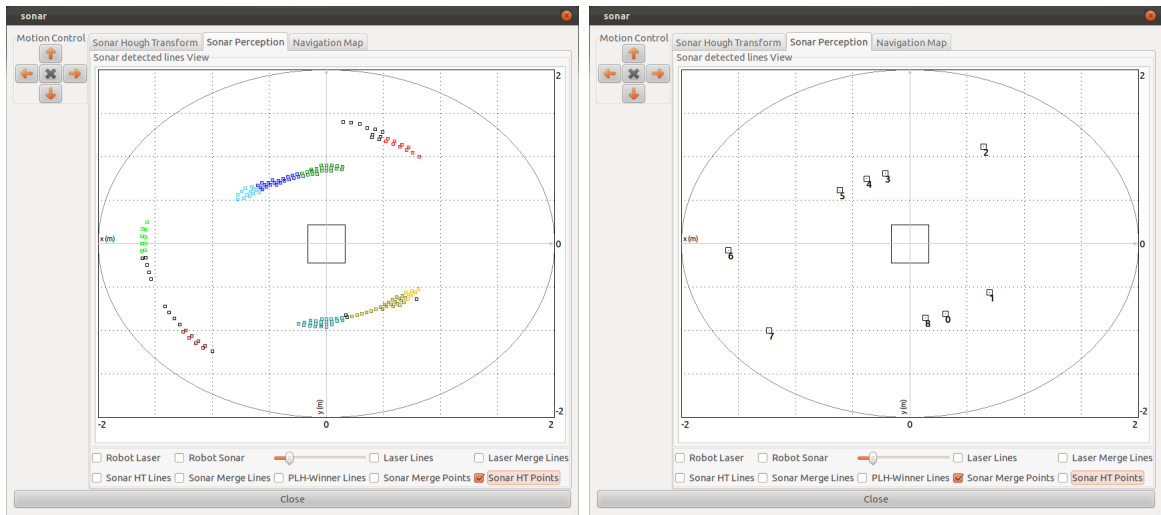 sonar
Motion Control
Sonar Hough Transform Sonar Perception Navigation Map
Sonar detected lines View
2
x (m)
0
y (m)
-2
-2 0 2
Robot Laser Robot Sonar Laser Lines Laser Merge Lines
Sonar HT Lines Sonar Merge Lines PLH-Winner Lines Sonar Merge Points Sonar HT Points
Close
sonar
Motion Control
Sonar Hough Transform Sonar Perception Navigation Map
Sonar detected lines View
2
2
3
4
5
x (m)
0
6
1
0
8
7
y (m)
-2
-2 0 2
Robot Laser Robot Sonar Laser Lines Laser Merge Lines
Sonar HT Lines Sonar Merge Lines PLH-Winner Lines Sonar Merge Points Sonar HT Points
Close